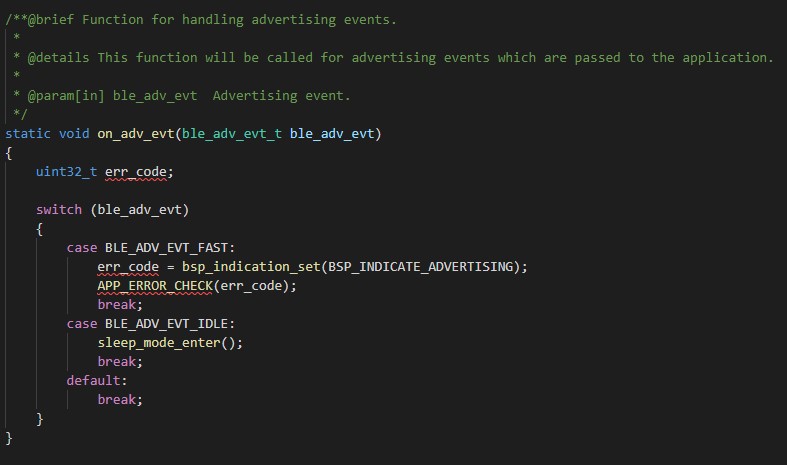 /**@brief Function for handling advertising events.
 *
 * @details This function will be called for advertising events which are passed to the application.
 *
 * @param[in] ble_adv_evt  Advertising event.
 */
static void on_adv_evt(ble_adv_evt_t ble_adv_evt)
{
    uint32_t err_code;

    switch (ble_adv_evt)
    {
        case BLE_ADV_EVT_FAST:
            err_code = bsp_indication_set(BSP_INDICATE_ADVERTISING);
            APP_ERROR_CHECK(err_code);
            break;
        case BLE_ADV_EVT_IDLE:
            sleep_mode_enter();
            break;
        default:
            break;
    }
}